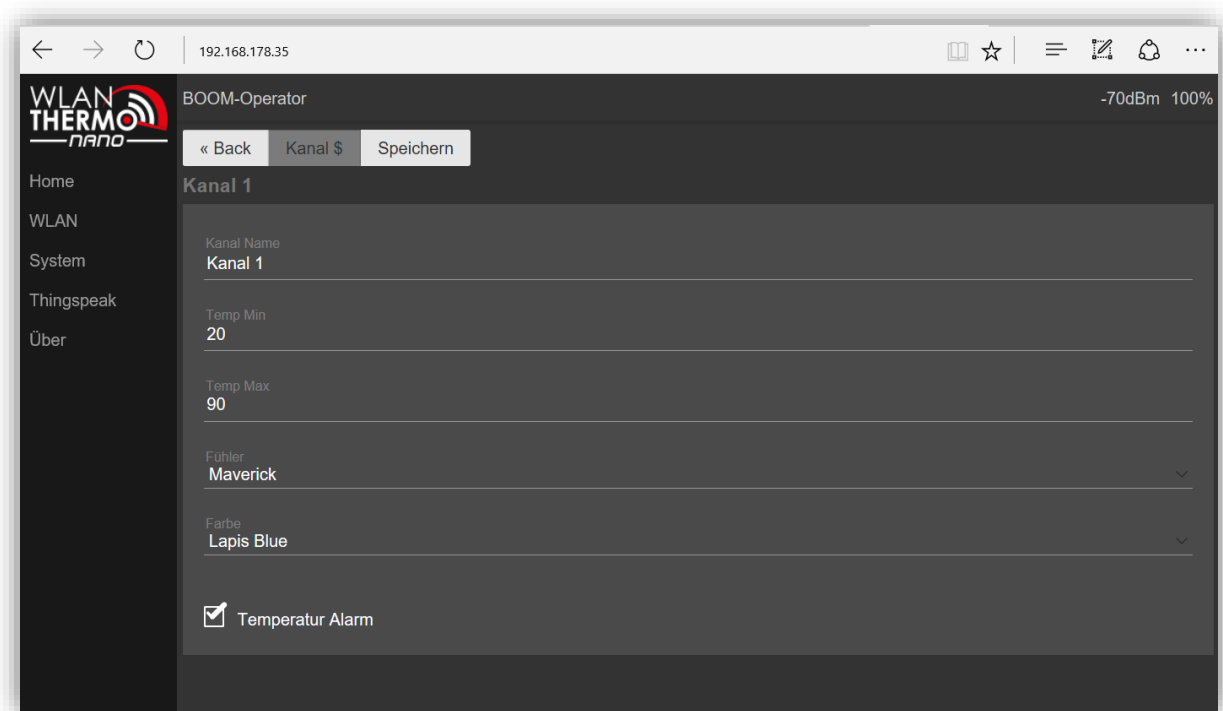 192.168.178.35
WLAN
THERMO
nano
BOOM-Operator
-70dBm 100%
« Back Kanal $ Speichern
Home
WLAN
System
Thingspeak
Über
Kanal 1
Kanal Name
Kanal 1
Temp Min
20
Temp Max
90
Fühler
Maverick
Farbe
Lapis Blue
Temperatur Alarm